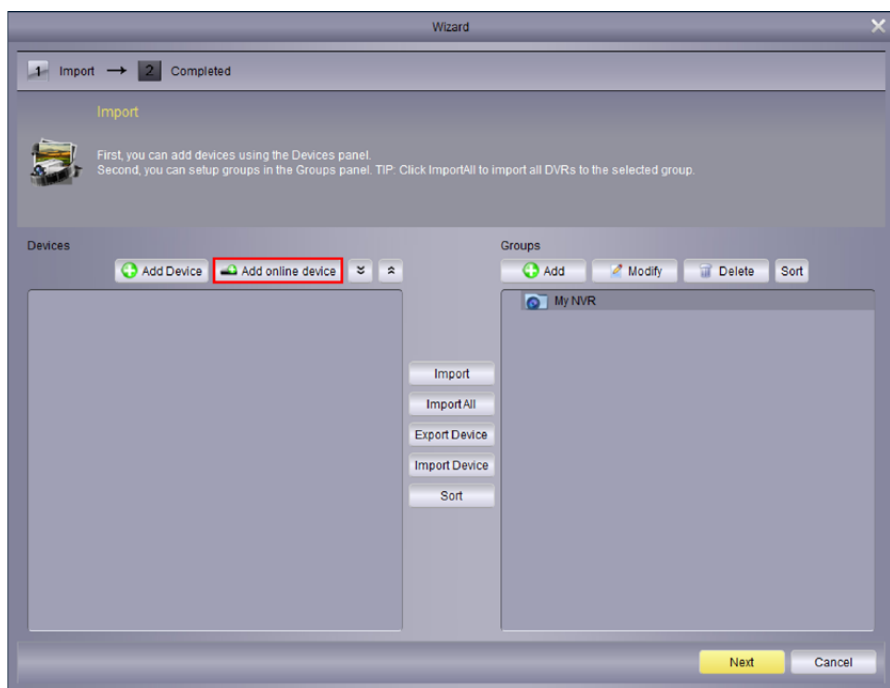 Wizard
1 Import → 2 Completed
Import
First, you can add devices using the Devices panel.
Second, you can setup groups in the Groups panel. TIP: Click ImportAll to import all DVRs to the selected group.
Devices
Groups
Add Device Add online device
Add Modify Delete Sort
My NVR
Import
Import All
Export Device
Import Device
Sort
Next Cancel